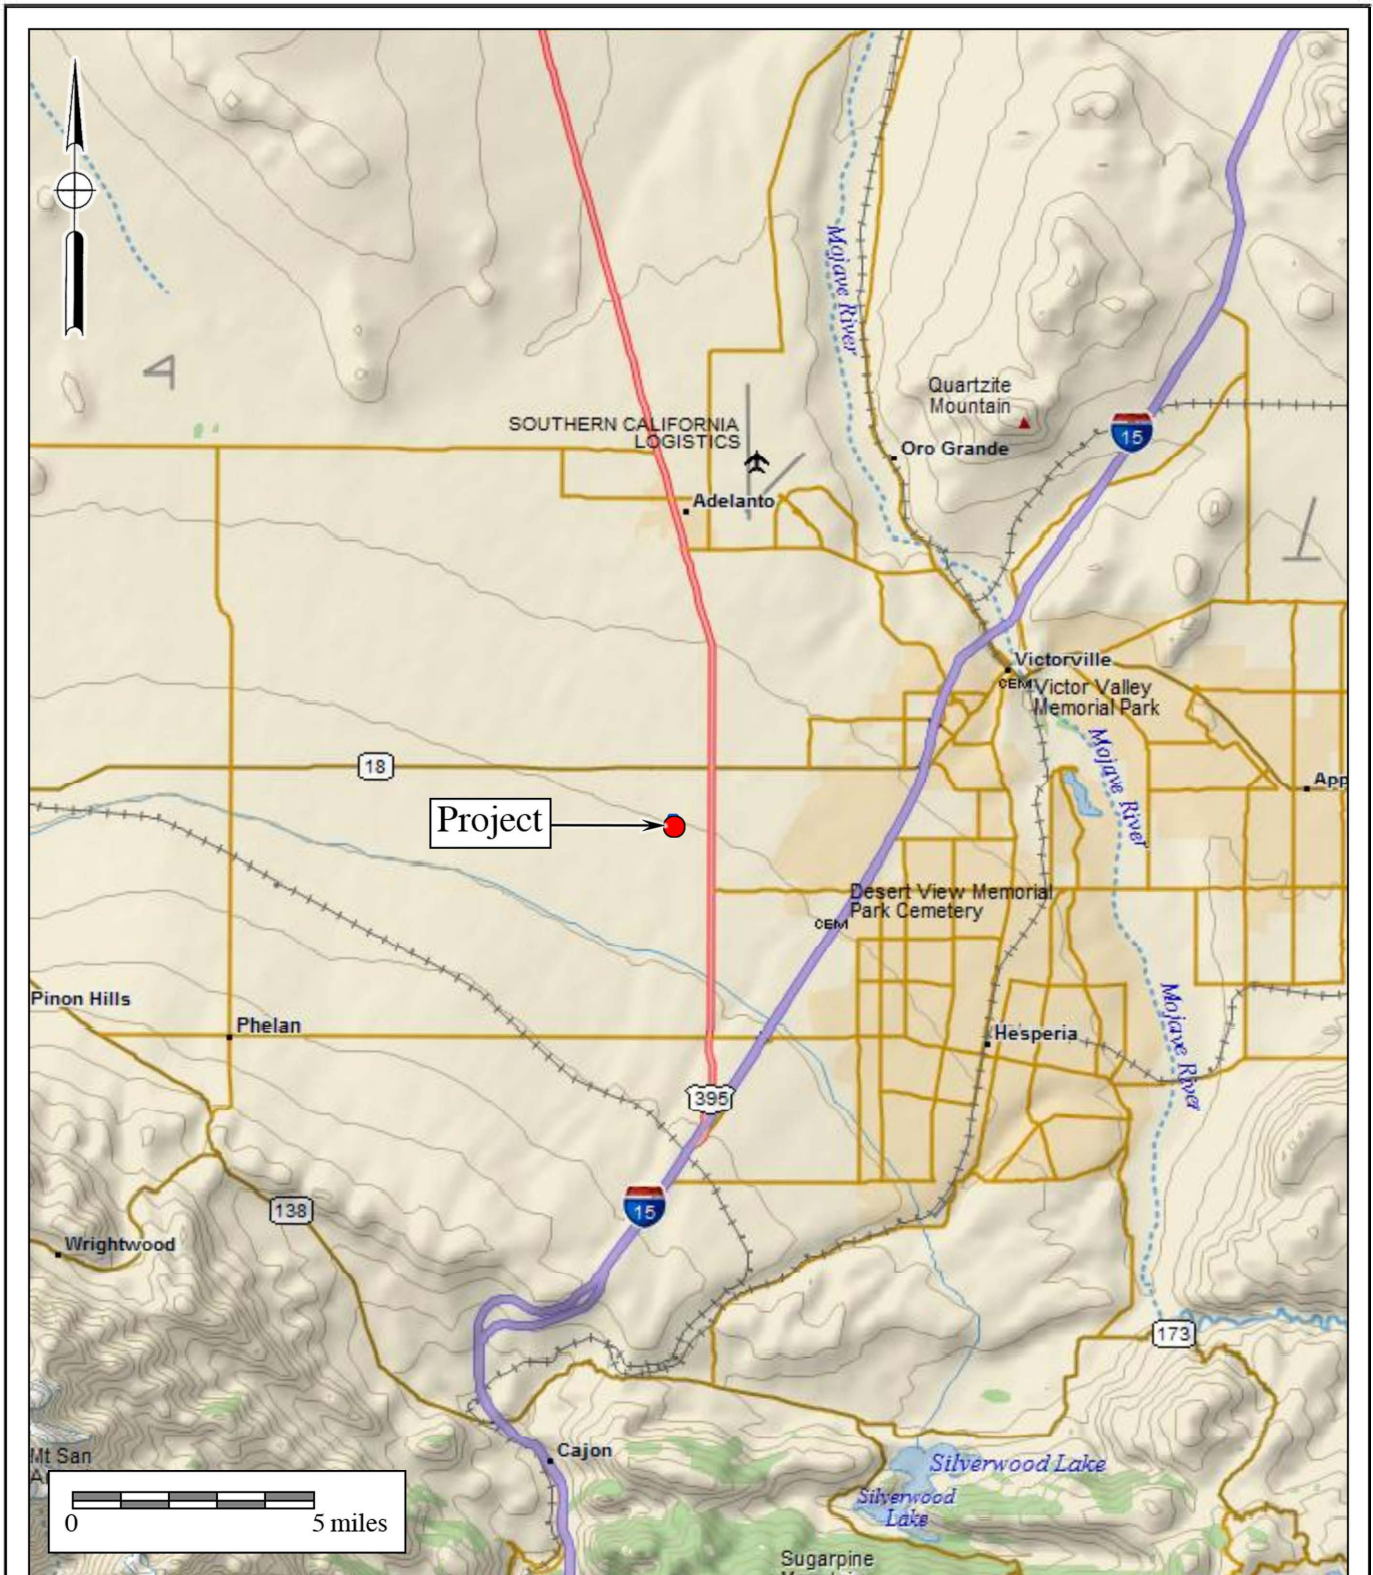 Mojave River
Quartzite
Mountain
15
SOUTHERN CALIFORNIA
LOGISTICS
Oro Grande
Adelanto
Victorville
CEM
Victor Valley
Memorial Park
18
Mojave River
App
Project
Desert View Memorial
Park Cemetery
CEM
Pinon Hills
Phelan
Mojave River
Hesperia
395
15
138
Wrightwood
173
Cajon
Mt San
A
Silverwood Lake
Silverwood
Lake
0
5 miles
Sugarpine